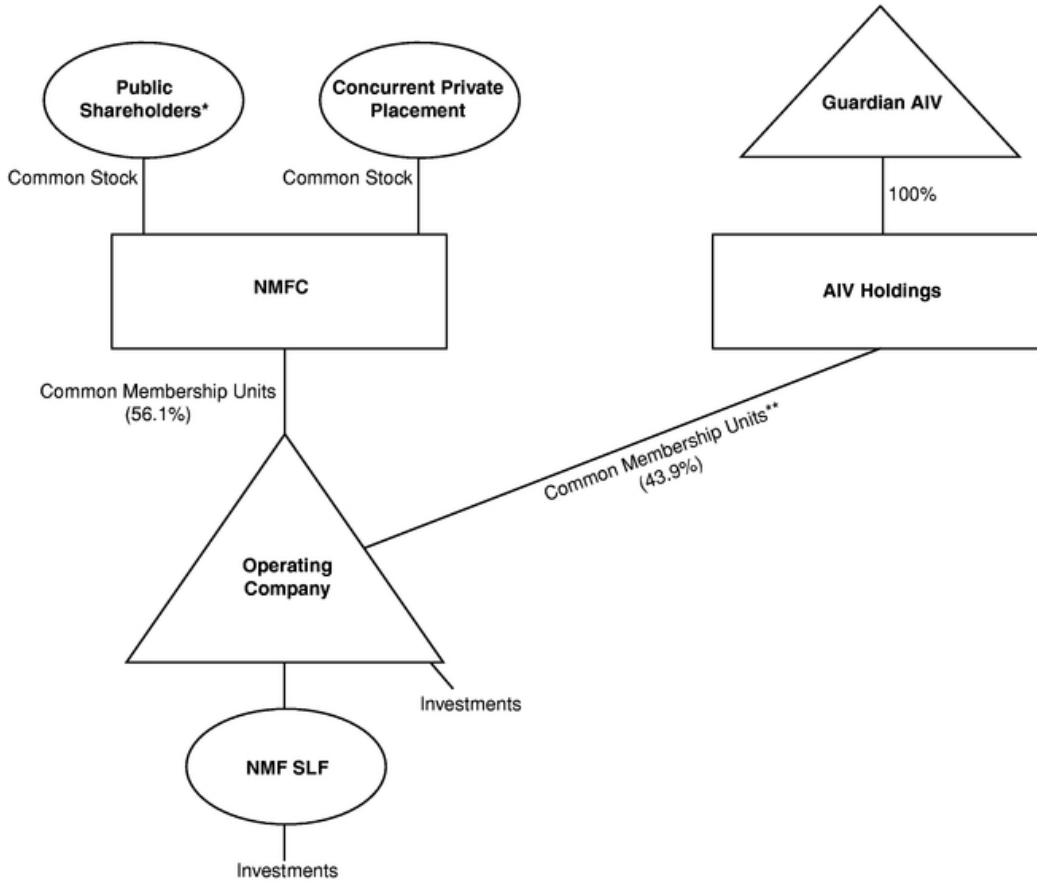 Public
Shareholders*
Concurrent Private
Placement
Guardian AIV
Common Stock
Common Stock
100%
NMFC
AIV Holdings
Common Membership Units
(56.1%)
Common Membership Units**
(43.9%)
Operating
Company
Investments
NMF SLF
Investments